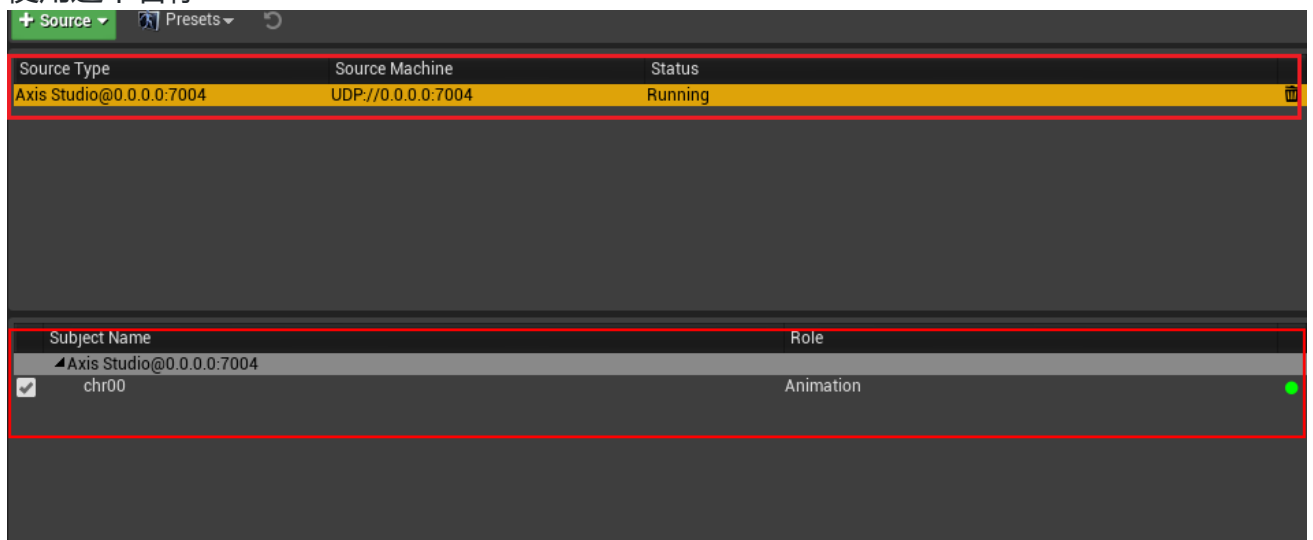 + Source Presets
Source Type Source Machine Status
Axis Studio@0.0.0.0:7004 UDP://0.0.0.0:7004 Running
Subject Name Role
Axis Studio@0.0.0.0:7004
chr00 Animation